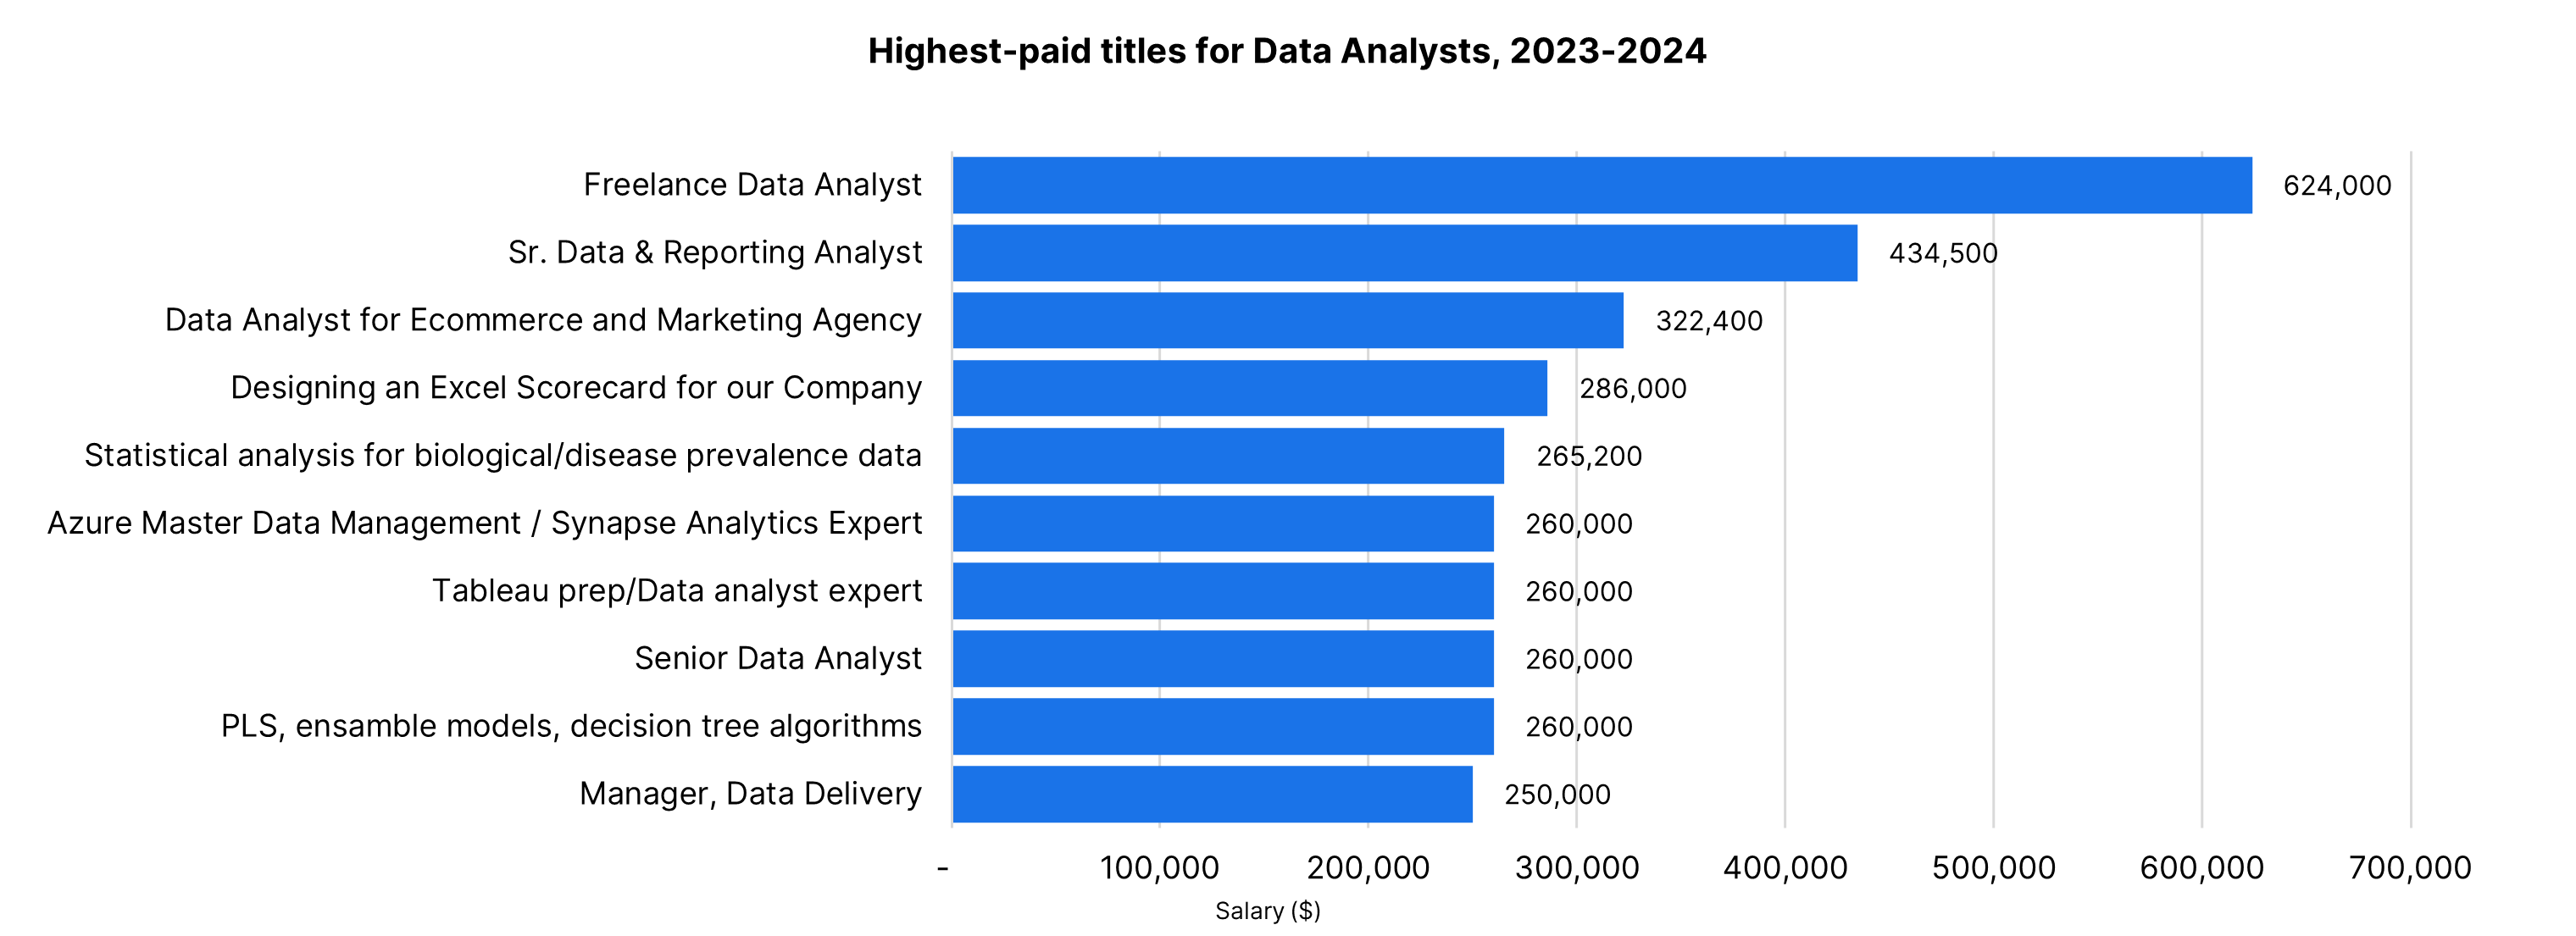 Highest-paid titles for Data Analysts, 2023-2024
Freelance Data Analyst 624,000
Sr. Data & Reporting Analyst 434,500
Data Analyst for Ecommerce and Marketing Agency 322,400
Designing an Excel Scorecard for our Company 286,000
Statistical analysis for biological/disease prevalence data 265,200
Azure Master Data Management / Synapse Analytics Expert 260,000
Tableau prep/Data analyst expert 260,000
Senior Data Analyst 260,000
PLS, ensamble models, decision tree algorithms 260,000
Manager, Data Delivery 250,000
- 100,000 200,000 300,000 400,000 500,000 600,000 700,000
Salary ($)